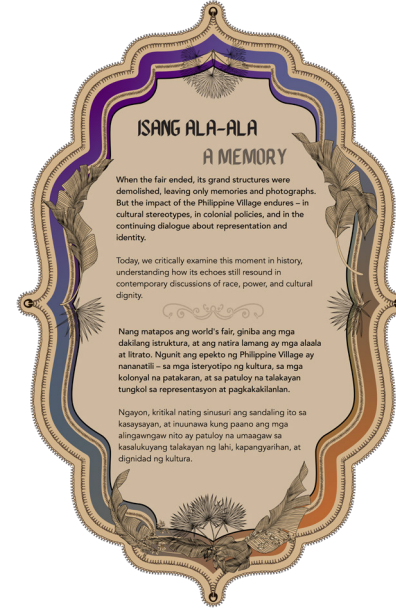 ISANG ALA-ALA
A MEMORY
When the fair ended, its grand structures were
demolished, leaving only memories and photographs.
But the impact of the Philippine Village endures – in
cultural stereotypes, in colonial policies, and in the
continuing dialogue about representation and
identity.
Today, we critically examine this moment in history,
understanding how its echoes still resound in
contemporary discussions of race, power, and cultural
dignity.
Nang matapos ang world's fair, giniba ang mga
dakilang istruktura, at ang natira lamang ay mga alaala
at litrato. Ngunit ang epekto ng Philippine Village ay
nananatili – sa mga isteryotipo ng kultura, sa mga
kolonyal na patakaran, at sa patuloy na talakayan
tungkol sa representasyon at pagkakakilanlan.
Ngayon, kritikal nating sinusuri ang sandaling ito sa
kasaysayan, at inuunawa kung paano ang mga
alingawngaw nito ay patuloy na umaagaw sa
kasalukuyang talakayan ng lahi, kapangyarihan, at
dignidad ng kultura.